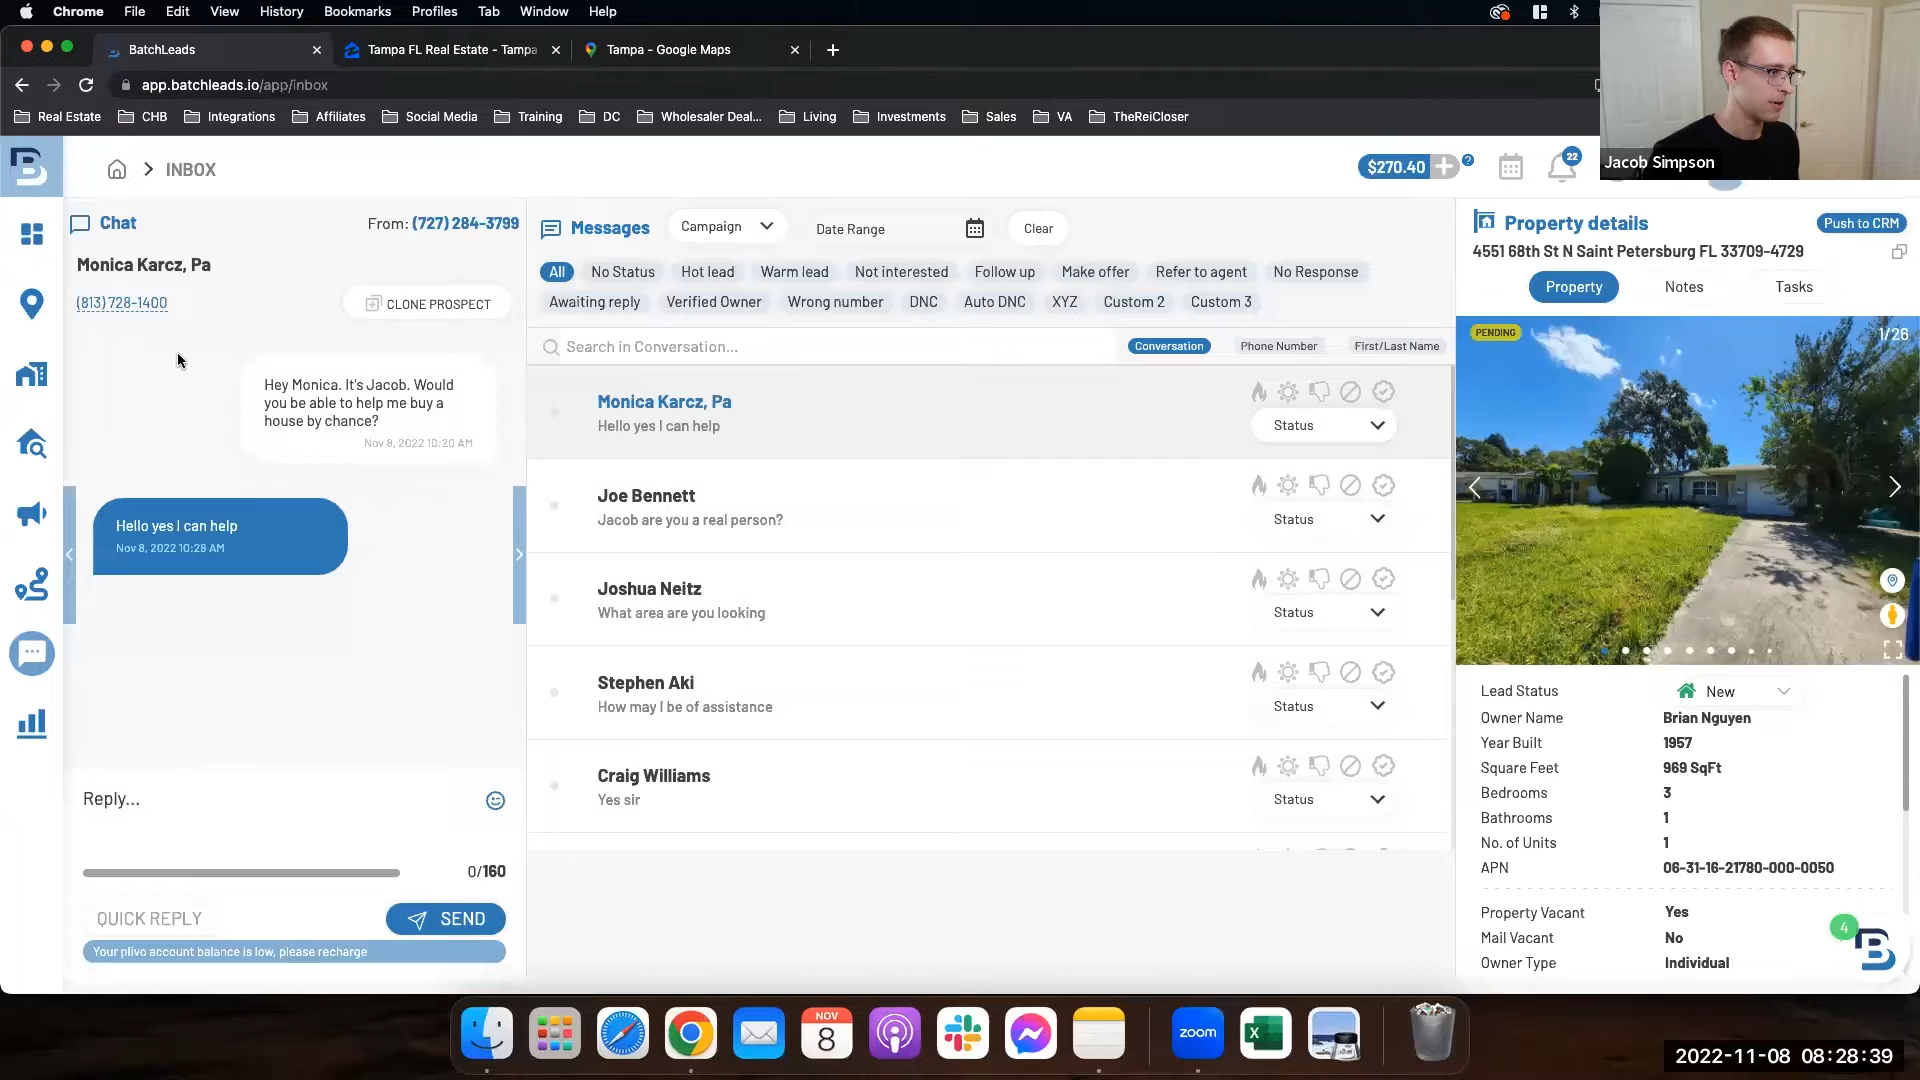 Chrome File Edit View History Bookmarks Profiles Tab Window Help
BatchLeads
Tampa FL Real Estate - Tampa
Tampa - Google Maps
app.batchleads.io/app/inbox
Real Estate CHB Integrations Affiliates Social Media Training DC Wholesaler Deal... Living Investments Sales VA TheReiCloser
Jacob Simpson
B
INBOX
$270.40
?
22
Chat
From: (727) 284-3799
Monica Karcz, Pa
(813) 728-1400
CLONE PROSPECT
Hey Monica. It's Jacob. Would
you be able to help me buy a
house by chance?
Nov 8, 2022 10:20 AM
Hello yes I can help
Nov 8, 2022 10:28 AM
Reply...
0/160
QUICK REPLY
SEND
Your plivo account balance is low, please recharge
Messages
Campaign
Date Range
Clear
All No Status Hot lead Warm lead Not interested Follow up Make offer Refer to agent No Response
Awaiting reply Verified Owner Wrong number DNC Auto DNC XYZ Custom 2 Custom 3
Search in Conversation...
Conversation Phone Number First/Last Name
Monica Karcz, Pa
Hello yes I can help
Status
Joe Bennett
Jacob are you a real person?
Status
Joshua Neitz
What area are you looking
Status
Stephen Aki
How may I be of assistance
Status
Craig Williams
Yes sir
Status
Property details
Push to CRM
4551 68th St N Saint Petersburg FL 33709-4729
Property Notes Tasks
PENDING
1/26
Lead Status New
Owner Name Brian Nguyen
Year Built 1957
Square Feet 969 SqFt
Bedrooms 3
Bathrooms 1
No. of Units 1
APN 06-31-16-21780-000-0050
Property Vacant Yes
Mail Vacant No
Owner Type Individual
4
B
NOV
8
zoom
X
2022-11-08 08:28:39